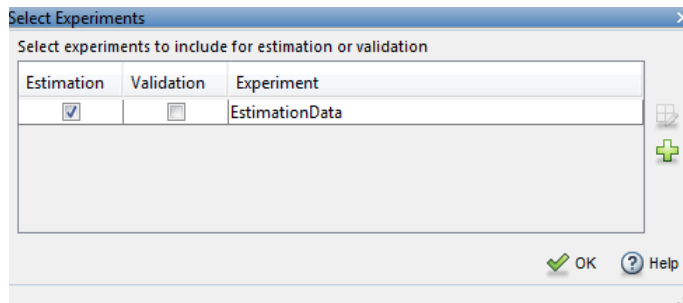 Select Experiments
Select experiments to include for estimation or validation
Estimation Validation Experiment
EstimationData
OK Help